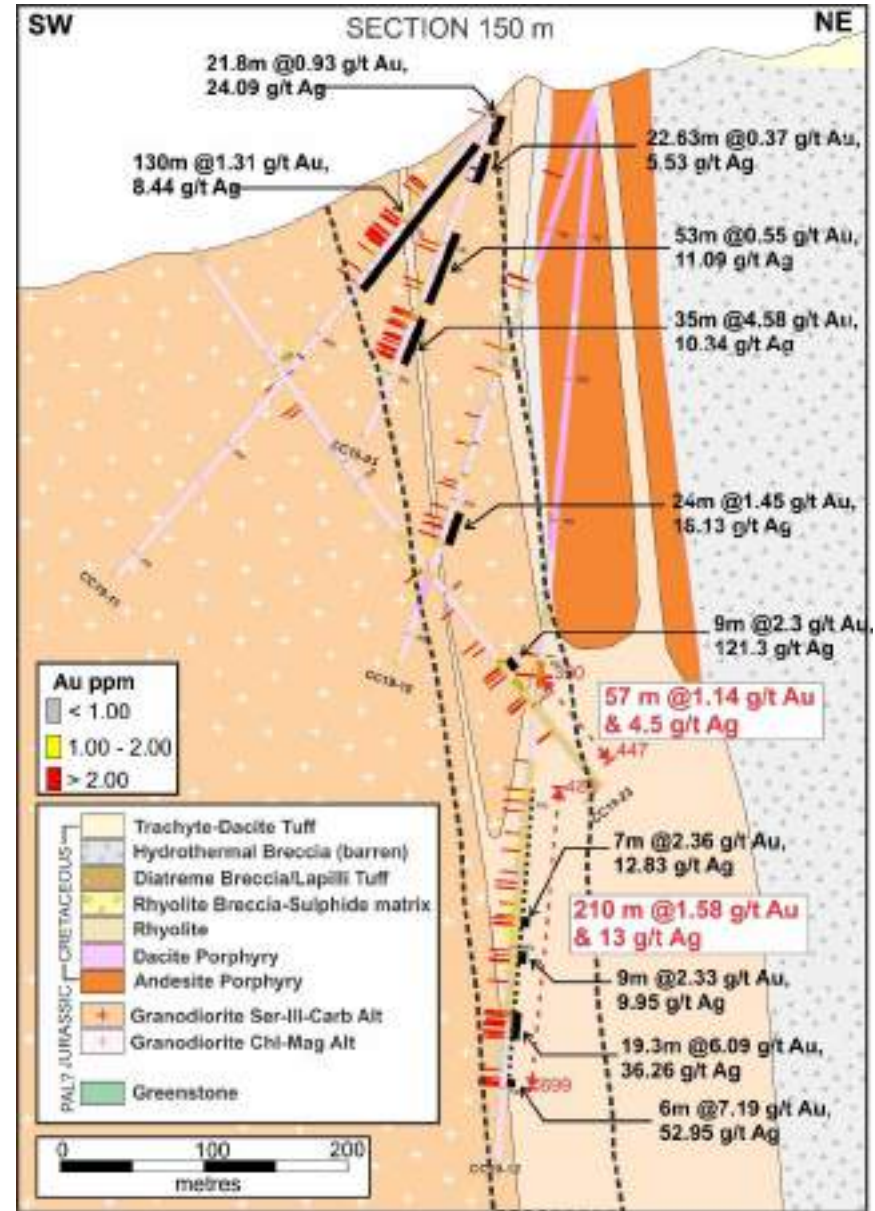 SW
SECTION 150 m
NE
21.8m @0.93 g/t Au,
24.09 g/t Ag
130m @1.31 g/t Au,
8.44 g/t Ag
22.63m @0.37 g/t Au,
5.53 g/t Ag
53m @0.55 g/t Au,
11.09 g/t Ag
35m @4.58 g/t Au,
10.34 g/t Ag
24m @1.45 g/t Au,
16.13 g/t Ag
9m @2.3 g/t Au,
121.3 g/t Ag
57 m @1.14 g/t Au
& 4.5 g/t Ag
447
CC19-23
7m @2.36 g/t Au,
12.83 g/t Ag
210 m @1.58 g/t Au
& 13 g/t Ag
9m @2.33 g/t Au,
9.95 g/t Ag
19.3m @6.09 g/t Au,
36.26 g/t Ag
699
6m @7.19 g/t Au,
52.95 g/t Ag
Au ppm
< 1.00
1.00 - 2.00
> 2.00
PAL? JURASSIC CRETACEOUS
Trachyte-Dacite Tuff
Hydrothermal Breccia (barren)
Diatreme Breccia/Lapilli Tuff
Rhyolite Breccia-Sulphide matrix
Rhyolite
Dacite Porphyry
Andesite Porphyry
Granodiorite Ser-Ill-Carb Alt
Granodiorite Chl-Mag Alt
Greenstone
0 100 200
metres